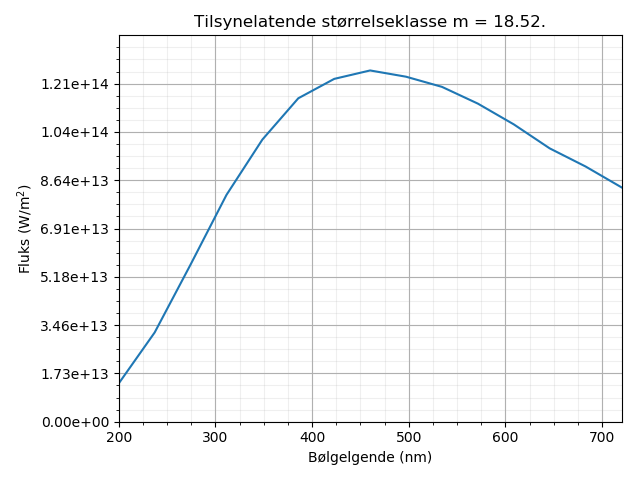 Tilsynelatende størrelseklasse m = 18.52.
1.21e+14
1.04e+14
8.64e+13
6.91e+13
5.18e+13
3.46e+13
1.73e+13
0.00e+00
Fluks (W/m²)
200 300 400 500 600 700
Bølgelgende (nm)